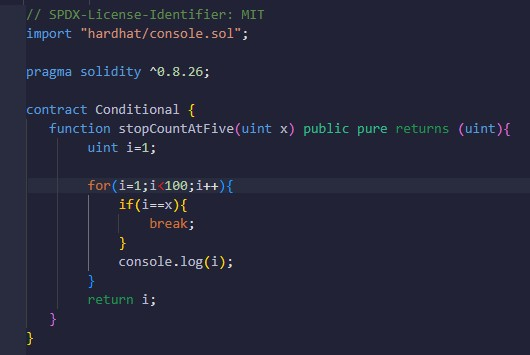 // SPDX-License-Identifier: MIT
import "hardhat/console.sol";
pragma solidity ^0.8.26;
contract Conditional {
function stopCountAtFive(uint x) public pure returns (uint){
uint i=1;
for(i=1;i<100;i++){
if(i==x){
break;
}
console.log(i);
}
return i;
}
}